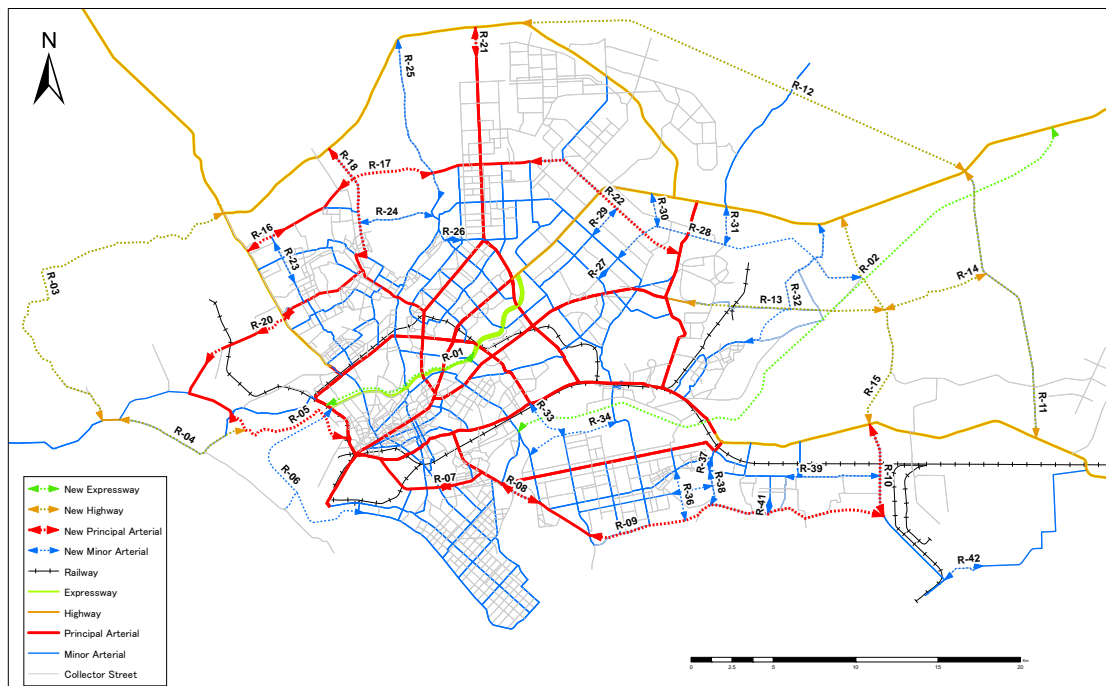 N
R-21
R-25
R-12
R-18
R-17
R-22
R-29
R-30
R-31
R-28
R-24
R-16
R-26
R-23
R-27
R-02
R-03
R-14
R-13
R-32
R-20
R-01
R-15
R-11
R-05
R-33
R-34
R-04
R-06
R-07
R-08
R-37
R-38
R-39
R-10
R-36
R-41
R-09
R-42
New Expressway
New Highway
New Principal Arterial
New Minor Arterial
Railway
Expressway
Highway
Principal Arterial
Minor Arterial
Collector Street
0 2.5 5 10 15 20 Km